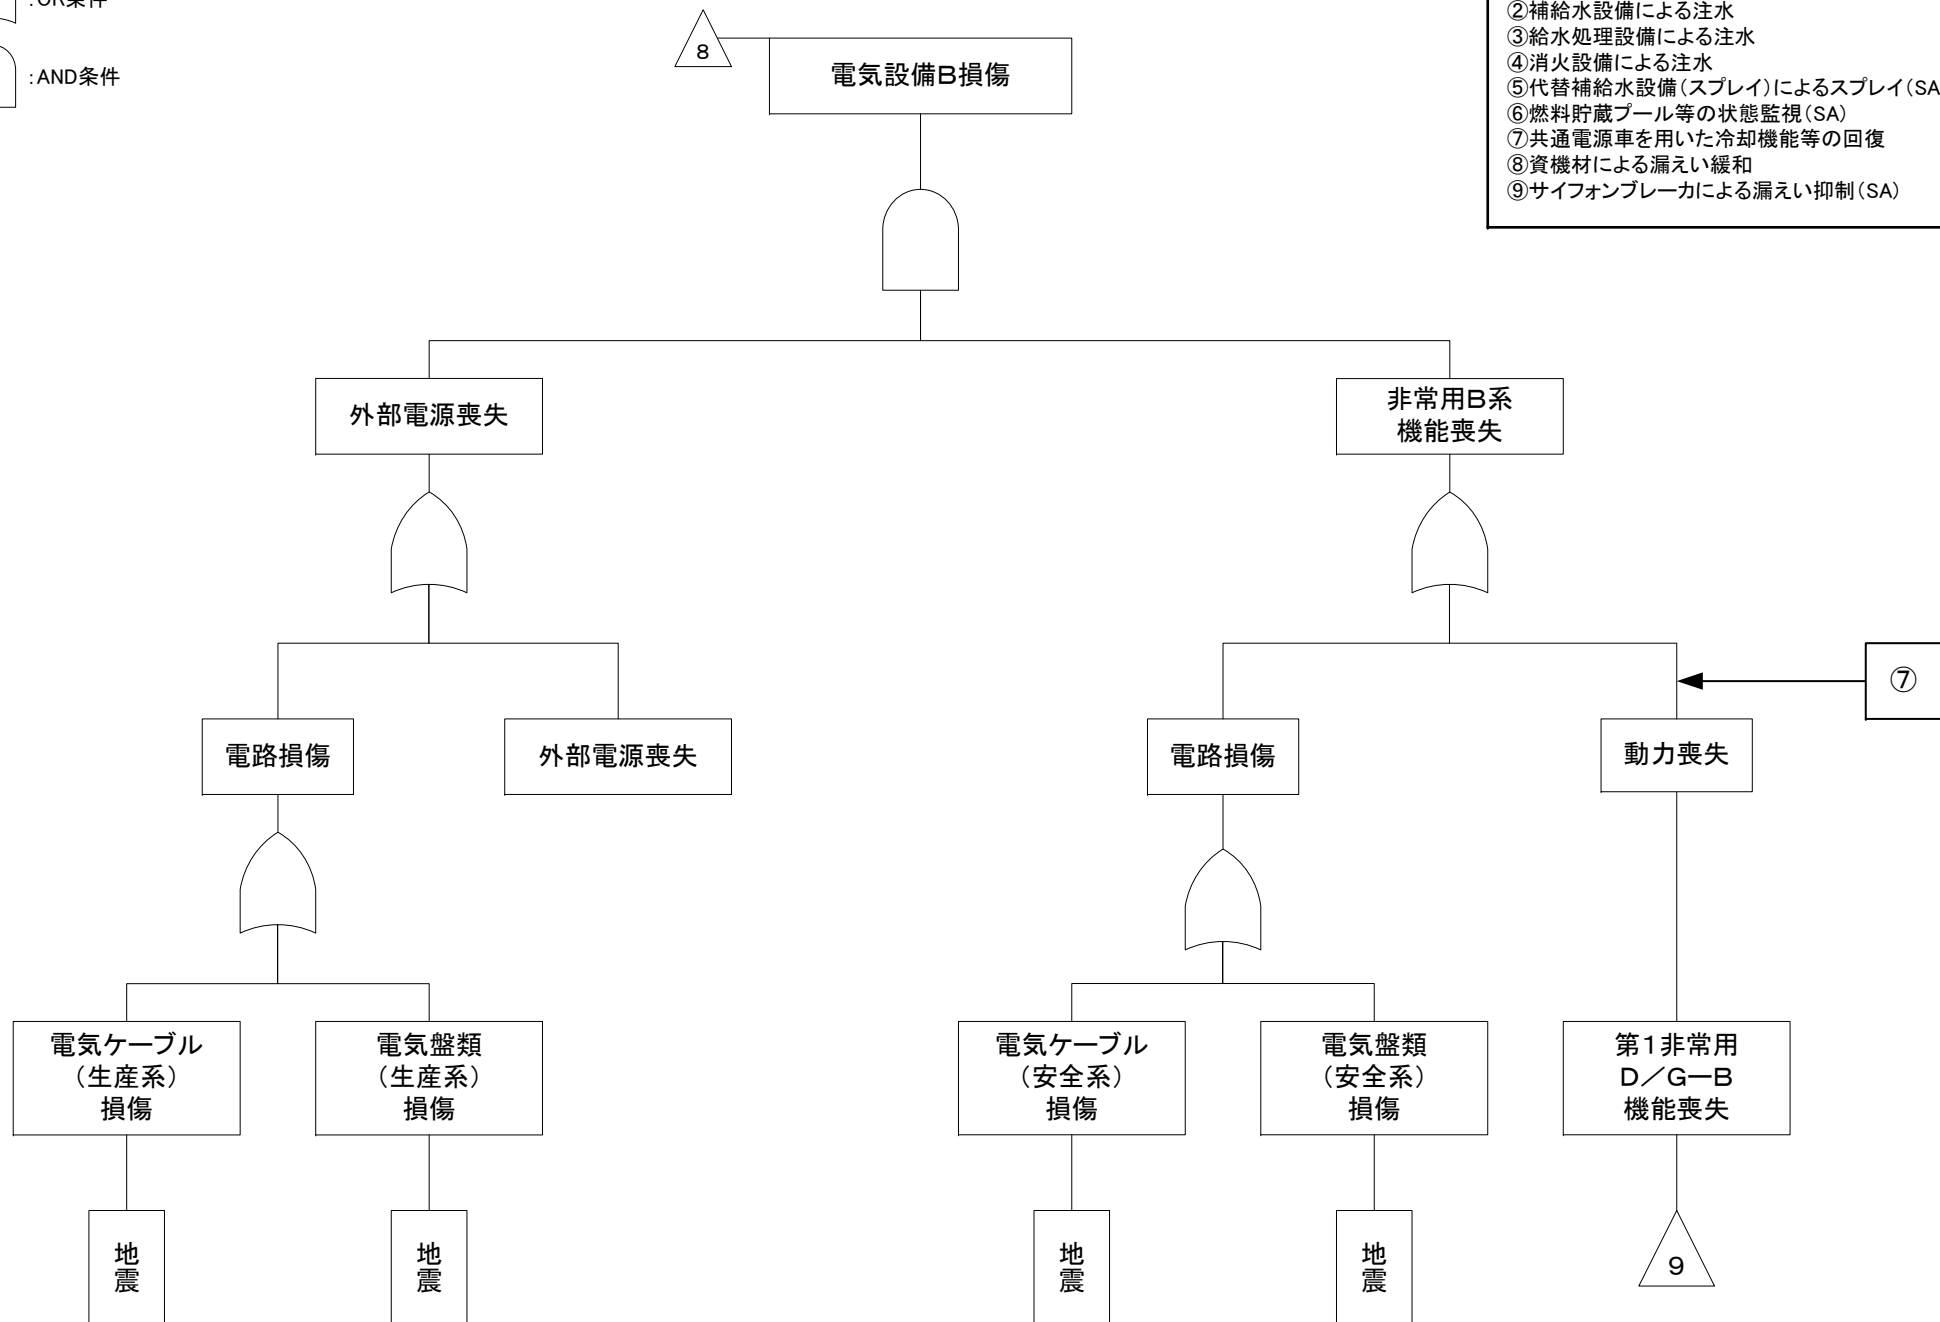 :OR条件
:AND条件
8
電気設備B損傷
②補給水設備による注水
③給水処理設備による注水
④消火設備による注水
⑤代替補給水設備（スプレイ）によるスプレイ（SA
⑥燃料貯蔵プール等の状態監視（SA）
⑦共通電源車を用いた冷却機能等の回復
⑧資機材による漏えい緩和
⑨サイフォンブレーカによる漏えい抑制（SA）
外部電源喪失
非常用B系
機能喪失
⑦
電路損傷
外部電源喪失
電路損傷
動力喪失
電気ケーブル
（生産系）
損傷
電気盤類
（生産系）
損傷
電気ケーブル
（安全系）
損傷
電気盤類
（安全系）
損傷
第1非常用
D／GーB
機能喪失
地震
地震
地震
地震
9